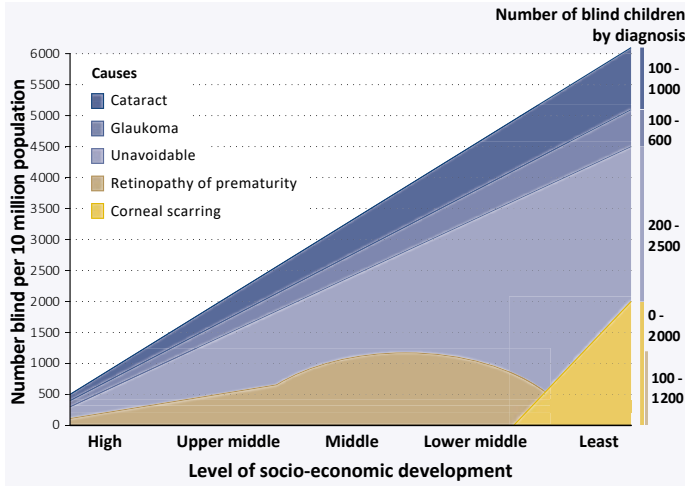 Number of blind children
by diagnosis
Number blind per 10 million population
6000
5500
5000
4500
4000
3500
3000
2500
2000
1500
1000
500
0
Causes
Cataract
Glaukoma
Unavoidable
Retinopathy of prematurity
Corneal scarring
100 -
1000
100 -
600
200 -
2500
0 -
2000
100 -
1200
High
Upper middle
Middle
Lower middle
Least
Level of socio-economic development